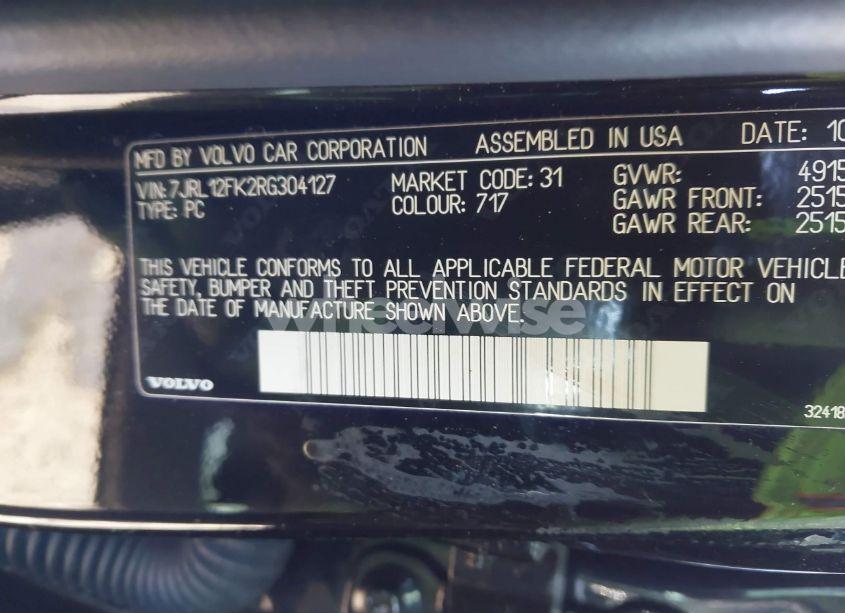 MFD BY VOLVO CAR CORPORATION ASSEMBLED IN USA DATE: 10
VIN: 7JRL12FK2RG304127 MARKET CODE: 31 GVWR: 4915
TYPE: PC COLOUR: 717 GAWR FRONT: 2515
GAWR REAR: 2515
THIS VEHICLE CONFORMS TO ALL APPLICABLE FEDERAL MOTOR VEHICLE
SAFETY, BUMPER AND THEFT PREVENTION STANDARDS IN EFFECT ON
THE DATE OF MANUFACTURE SHOWN ABOVE.
wheelwise
VOLVO
32418